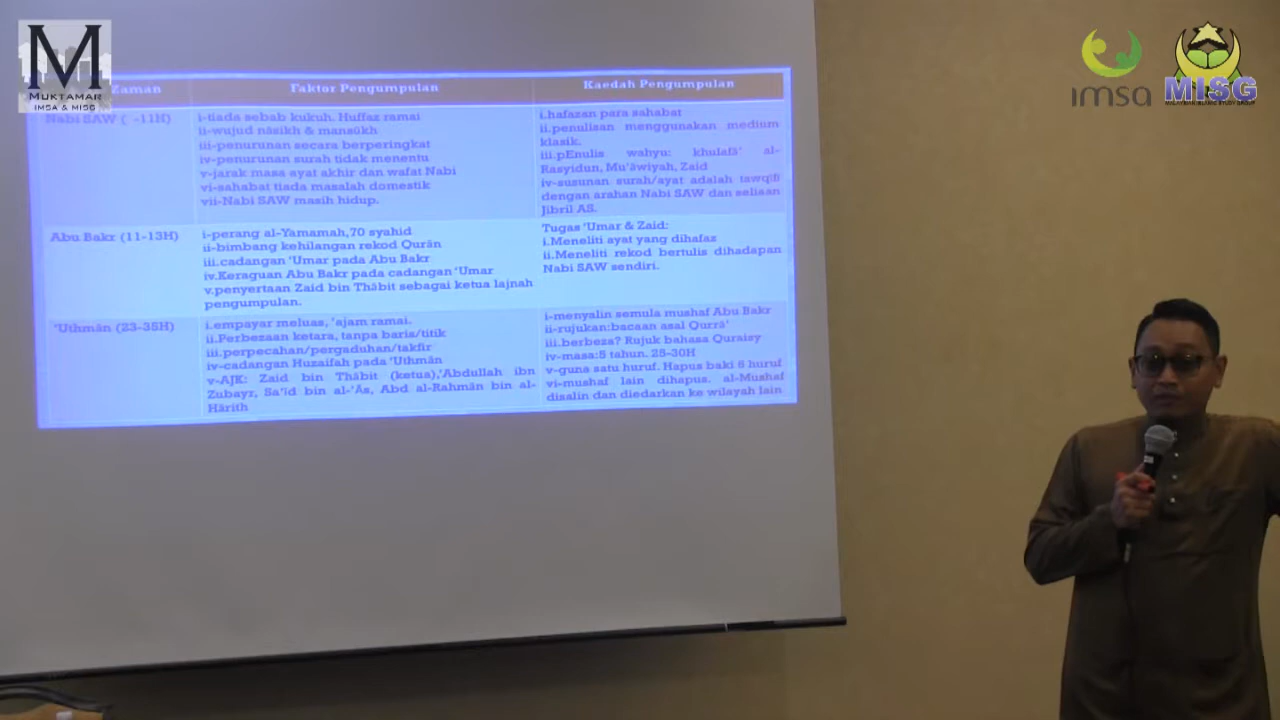 MUKTAMAR
IMSA & MISG
imsa
MISG
MALAYSIAN ISLAMIC STUDY GROUP
Zaman
Faktor Pengumpulan
Kaedah Pengumpulan
Nabi SAW ( -11H)
i-tiada sebab kukuh. Huffaz ramai
ii-wujud nāsikh & mansūkh
iii-penurunan secara berperingkat
iv-penurunan surah tidak menentu
v-jarak masa ayat akhir dan wafat Nabi
vi-sahabat tiada masalah domestik
vii-Nabi SAW masih hidup.
i.hafazan para sahabat
ii.penulisan menggunakan medium
klasik.
iii.pEnulis wahyu: khulafā' al-
Rasyidun, Mu'āwiyah, Zaid
iv-susunan surah/ayat adalah
dengan arahan Nabi SAW dan seliaan
Jibril AS.
Abu Bakr (11-13H)
i-perang al-Yamamah,70 syahid
ii-bimbang kehilangan rekod Qurān
iii.cadangan 'Umar pada Abu Bakr
iv.Keraguan Abu Bakr pada cadangan 'Umar
v.penyertaan Zaid bin Thābit sebagai ketua lajnah
pengumpulan.
Tugas 'Umar & Zaid:
i.Meneliti ayat yang dihafaz
ii.Meneliti rekod bertulis dihadapan
Nabi SAW sendiri.
'Uthmān (23-35H)
i.empayar meluas, 'ajam ramai.
ii.Perbezaan ketara, tanpa baris/titik
iii.perpecahan/pergaduhan/takfir
iv-cadangan Huzaifah pada 'Uthmān
v-AJK: Zaid bin Thābit (ketua),'Abdullah ibn
Zubayr, Sa'id bin al-'Ās, Abd al-Rahmān bin al-
Hārith
i-menyalin semula mushaf Abu Bakr
ii-rujukan:bacaan asal Qurrā'
iii.berbeza? Rujuk bahasa Quraisy
iv-masa:5 tahun. 25-30H
v-guna satu huruf. Hapus baki 6 huruf
vi-mushaf lain dihapus. al-Mushaf
disalin dan diedarkan ke wilayah lain